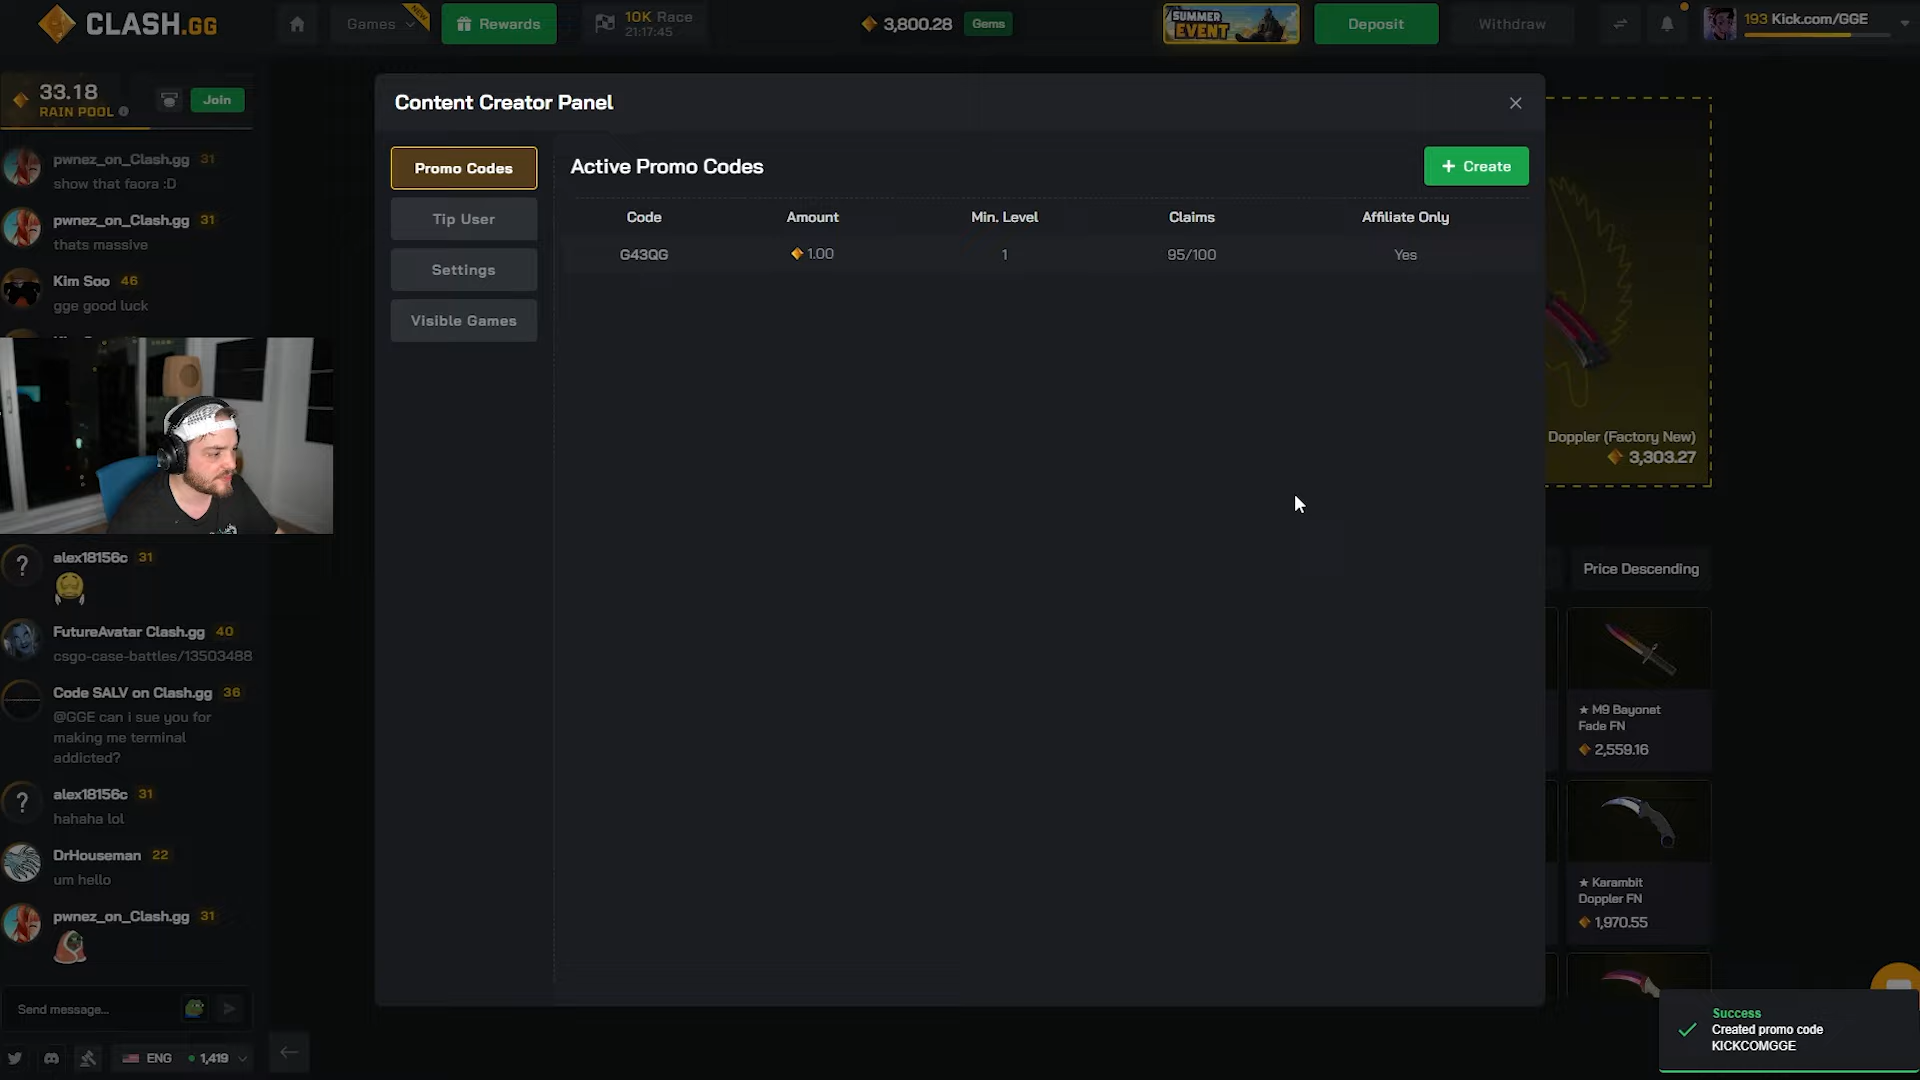 CLASH.GG
Games
NEW
Rewards
10K Race
21:17:45
3,800.28
Gems
SUMMER
EVENT
Deposit
Withdraw
193 Kick.com/GGE
33.18
RAIN POOL
Join
pwnez_on_Clash.gg 31
show that faora :D
pwnez_on_Clash.gg 31
thats massive
Kim Soo 46
gge good luck
alex18156c 31
FutureAvatar Clash.gg 40
csgo-case-battles/13503488
Code SALV on Clash.gg 36
@GGE can i sue you for
making me terminal
addicted?
alex18156c 31
hahaha lol
DrHouseman 22
um hello
pwnez_on_Clash.gg 31
Send message...
ENG
1,419
Content Creator Panel
Promo Codes
Tip User
Settings
Visible Games
Active Promo Codes
+ Create
Code Amount Min. Level Claims Affiliate Only
G43QG 1.00 1 95/100 Yes
Doppler (Factory New)
3,303.27
Price Descending
★ M9 Bayonet
Fade FN
2,559.16
★ Karambit
Doppler FN
1,970.55
Success
Created promo code
KICKCOMGGE